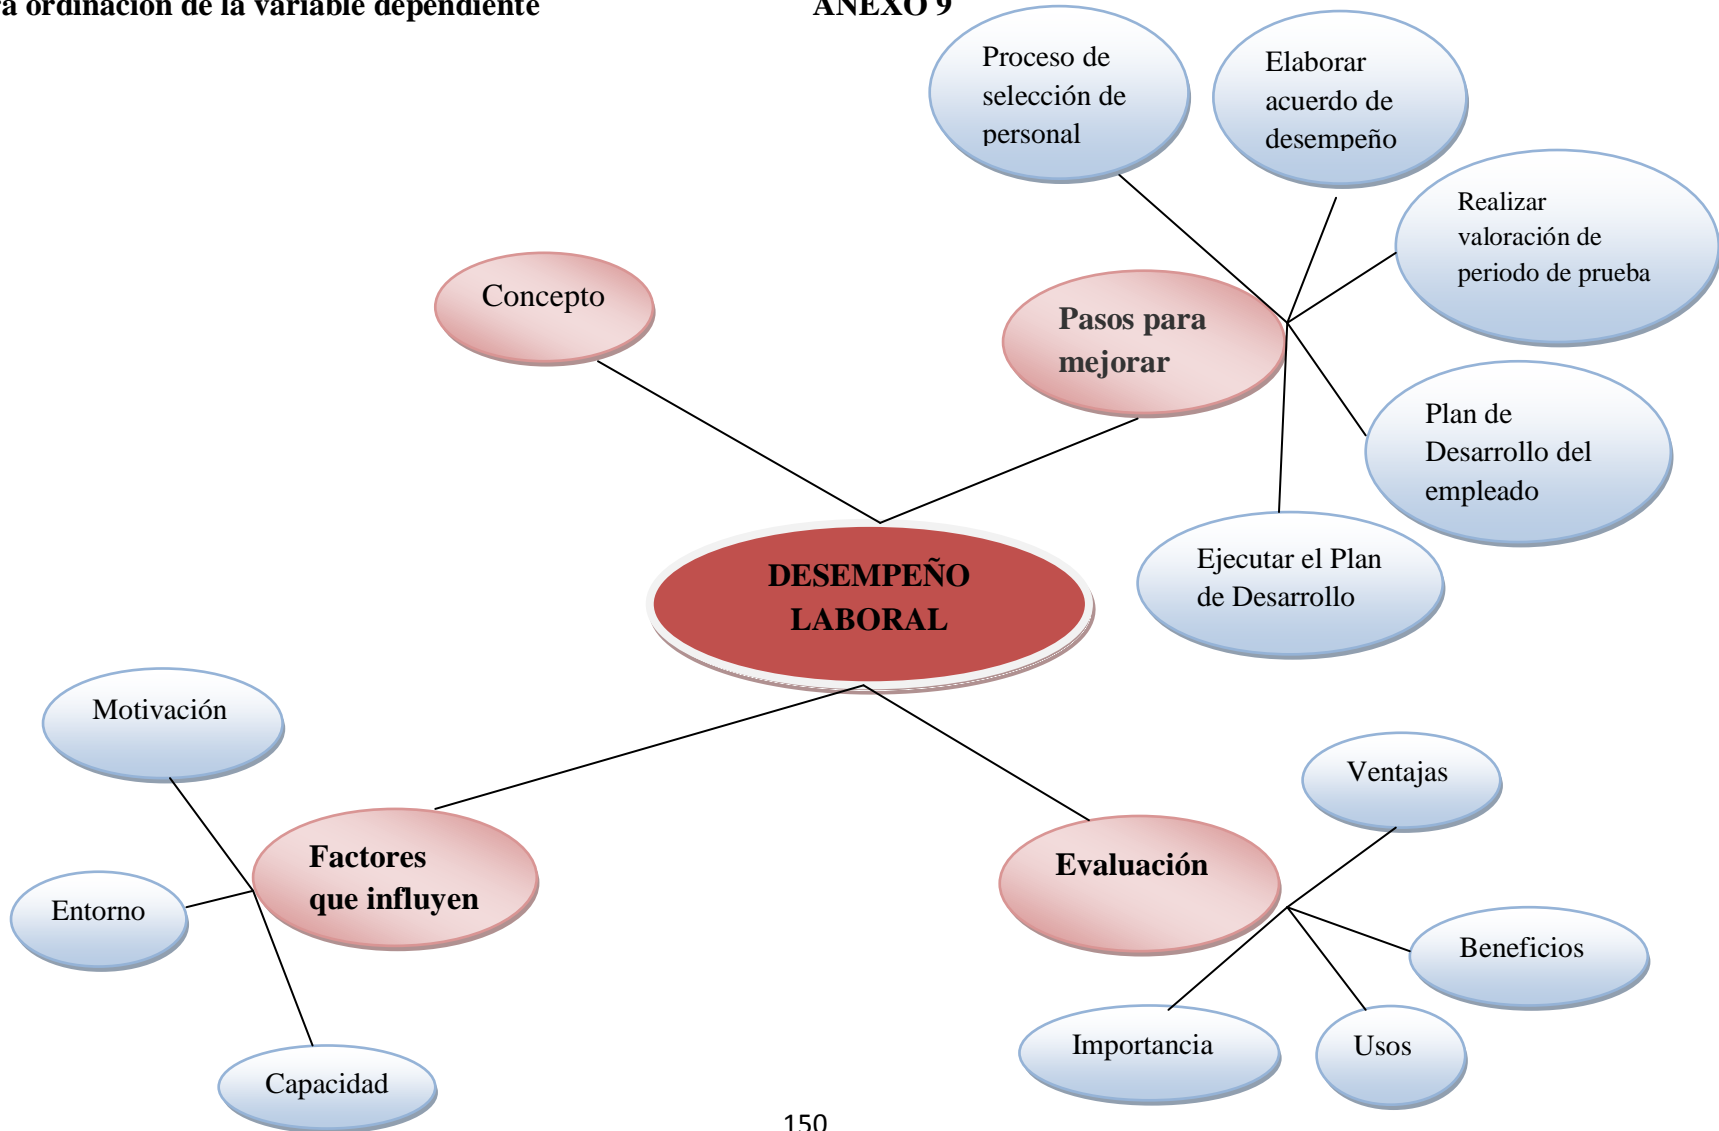 ra ordinación de la variable dependiente ANEXO 9
Proceso de
selección de
personal
Elaborar
acuerdo de
desempeño
Realizar
valoración de
periodo de prueba
Concepto
Pasos para
mejorar
Plan de
Desarrollo del
empleado
Ejecutar el Plan
de Desarrollo
DESEMPEÑO
LABORAL
Motivación
Ventajas
Factores
que influyen
Evaluación
Entorno
Beneficios
Importancia
Usos
Capacidad
150